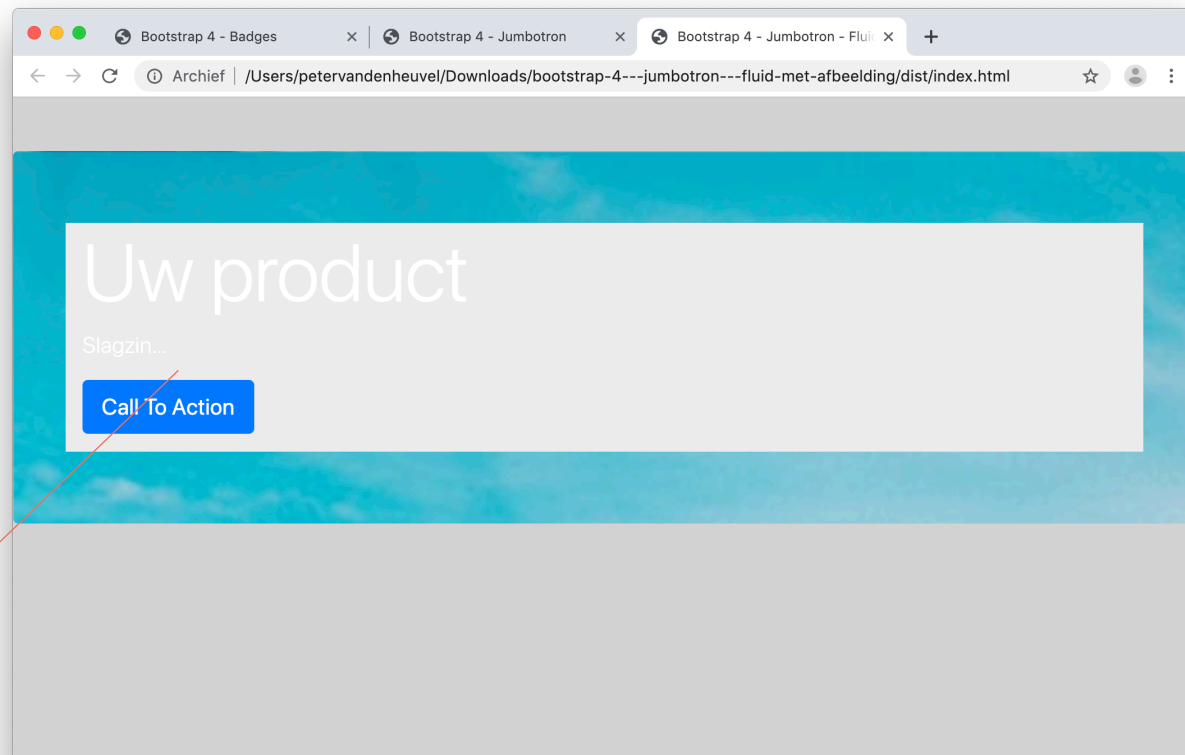 Bootstrap 4 - Badges
Bootstrap 4 - Jumbotron
Bootstrap 4 - Jumbotron - Flui
Archief
/Users/petervandenheuvel/Downloads/bootstrap-4---jumbotron---fluid-met-afbeelding/dist/index.html
Uw product
Slagzin...
Call To Action